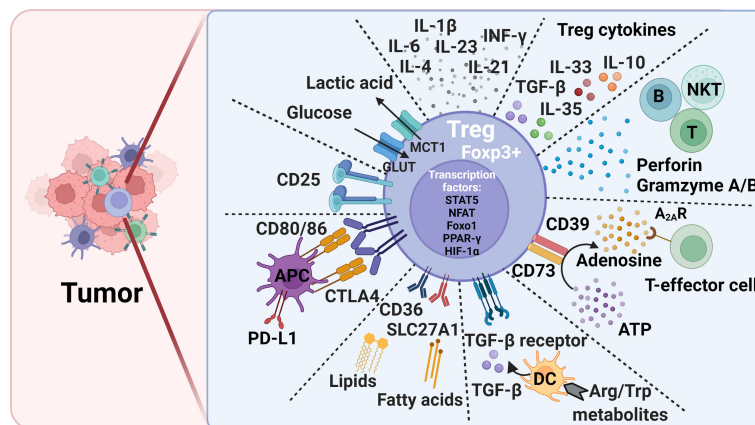 IL-1β
IL-6 IL-23 INF-γ
IL-4 IL-21
Treg cytokines
IL-33 IL-10
TGF-β
IL-35
B
NKT
T
Perforin
Gramzyme A/B
Lactic acid
Glucose
MCT1
GLUT
Treg
Foxp3+
Transcription
factors:
STAT5
NFAT
Foxo1
PPAR-γ
HIF-1α
CD25
CD80/86
APC
CTLA4
PD-L1
Tumor
CD39
CD73
A2AR
Adenosine
T-effector cell
ATP
CD36
SLC27A1
Lipids
Fatty acids
TGF-β receptor
TGF-β
DC
Arg/Trp
metabolites